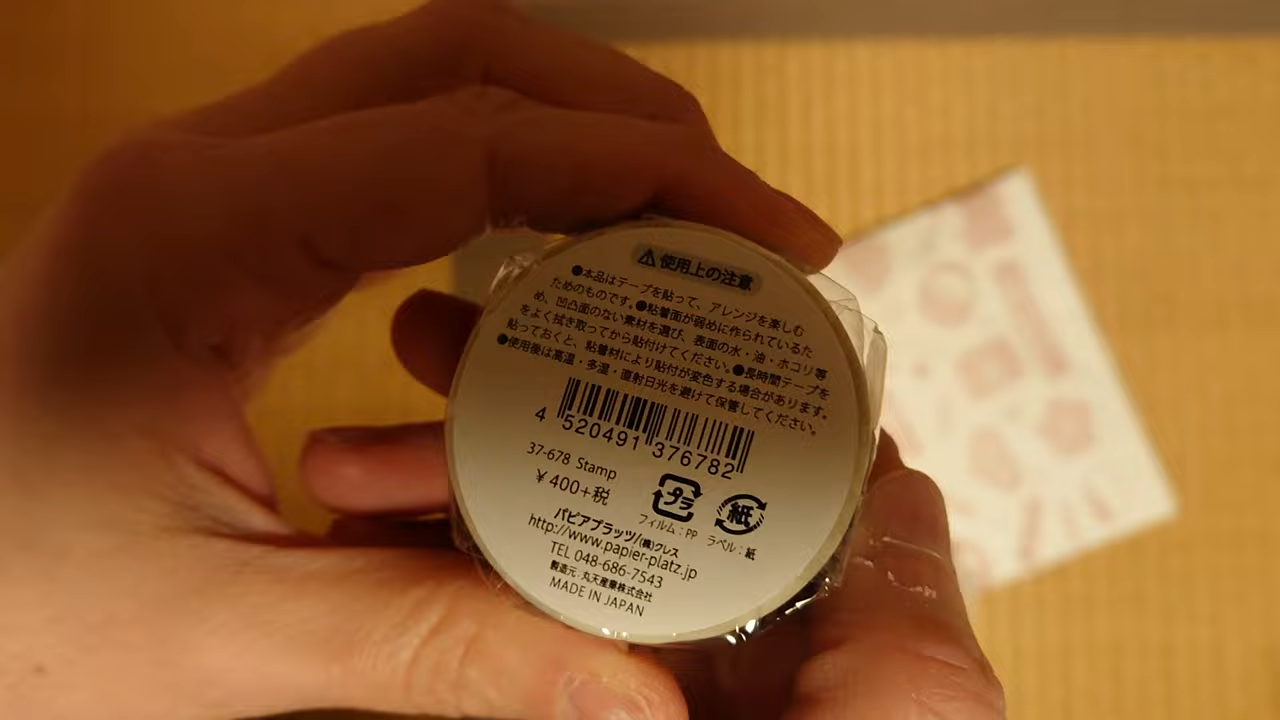 ⚠使用上の注意
●本品はテープを貼って、アレンジを楽しむ
ためのものです。●粘着面が弱めに作られているた
め、凹凸面のない素材を選び、表面の水・油・ホコリ等
をよく拭き取ってから貼付けてください。●長時間テープを
貼っておくと、粘着材により貼付が変色する場合があります。
●使用後は高温・多湿・直射日光を避けて保管してください。
4 520491 376782
37-678 Stamp
¥400+税
プラ
紙
フィルム:PP ラベル:紙
パピアプラッツ/(株)クレス
http://www.papier-platz.jp
TEL 048-686-7543
製造元:丸天産業株式会社
MADE IN JAPAN